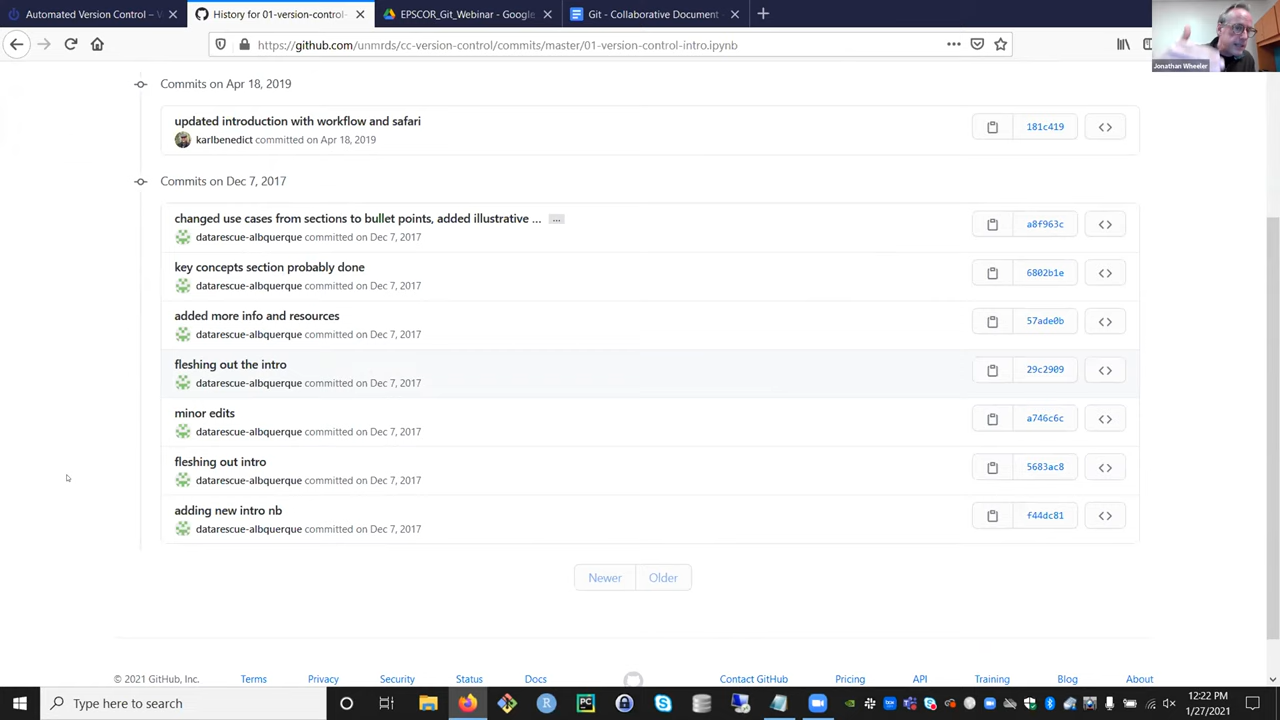 Automated Version Control – V
History for 01-version-control-
EPSCOR_Git_Webinar - Google
Git - Collaborative Document -
https://github.com/unmrds/cc-version-control/commits/master/01-version-control-intro.ipynb
Jonathan Wheeler
Commits on Apr 18, 2019
updated introduction with workflow and safari
karlbenedict committed on Apr 18, 2019
181c419
Commits on Dec 7, 2017
changed use cases from sections to bullet points, added illustrative ...
datarescue-albquerque committed on Dec 7, 2017
a8f963c
key concepts section probably done
datarescue-albquerque committed on Dec 7, 2017
6802b1e
added more info and resources
datarescue-albquerque committed on Dec 7, 2017
57ade0b
fleshing out the intro
datarescue-albquerque committed on Dec 7, 2017
29c2909
minor edits
datarescue-albquerque committed on Dec 7, 2017
a746c6c
fleshing out intro
datarescue-albquerque committed on Dec 7, 2017
5683ac8
adding new intro nb
datarescue-albquerque committed on Dec 7, 2017
f44dc81
Newer Older
© 2021 GitHub, Inc. Terms Privacy Security Status Docs Contact GitHub Pricing API Training Blog About
Type here to search
12:22 PM
1/27/2021